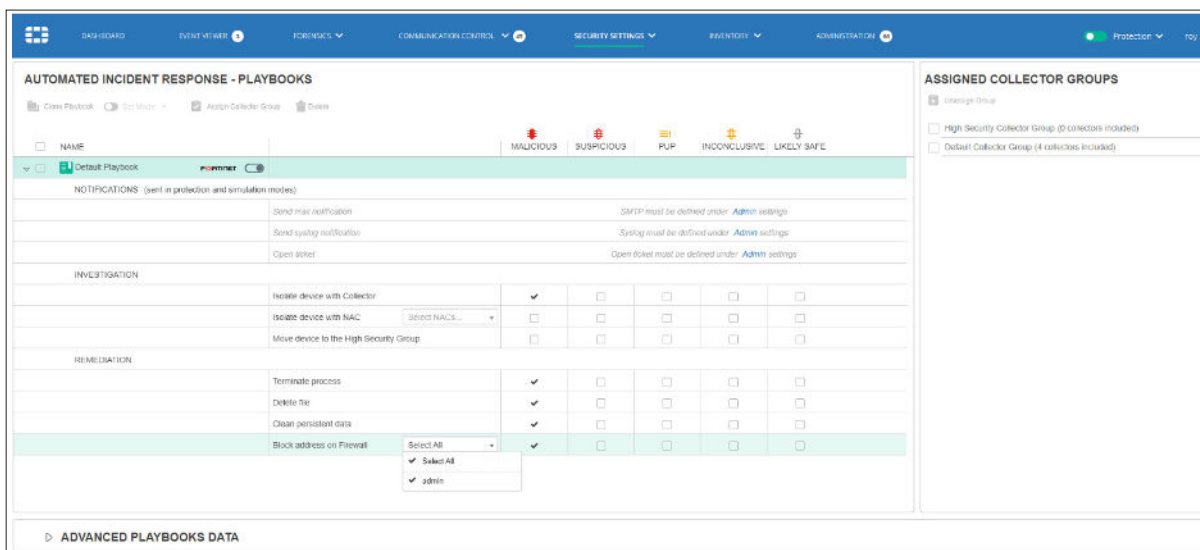 DASHBOARD EVENT VIEWER FORENSICS COMMUNICATION CONTROL SECURITY SETTINGS INVENTORY ADMINISTRATION Protection roy
AUTOMATED INCIDENT RESPONSE - PLAYBOOKS
Clone Playbook Set Mode Assign Collector Group Delete
NAME MALICIOUS SUSPICIOUS PUP INCONCLUSIVE LIKELY SAFE
Default Playbook FORTINET
NOTIFICATIONS (sent in protection and simulation modes)
Send mail notification SMTP must be defined under Admin settings
Send syslog notification Syslog must be defined under Admin settings
Open ticket Open ticket must be defined under Admin settings
INVESTIGATION
Isolate device with Collector
Isolate device with NAC Select NACs...
Move device to the High Security Group
REMEDIATION
Terminate process
Delete file
Clean persistent data
Block address on Firewall Select All
Select All
admin
ADVANCED PLAYBOOKS DATA
ASSIGNED COLLECTOR GROUPS
Unassign Group
High Security Collector Group (0 collectors included)
Default Collector Group (4 collectors included)